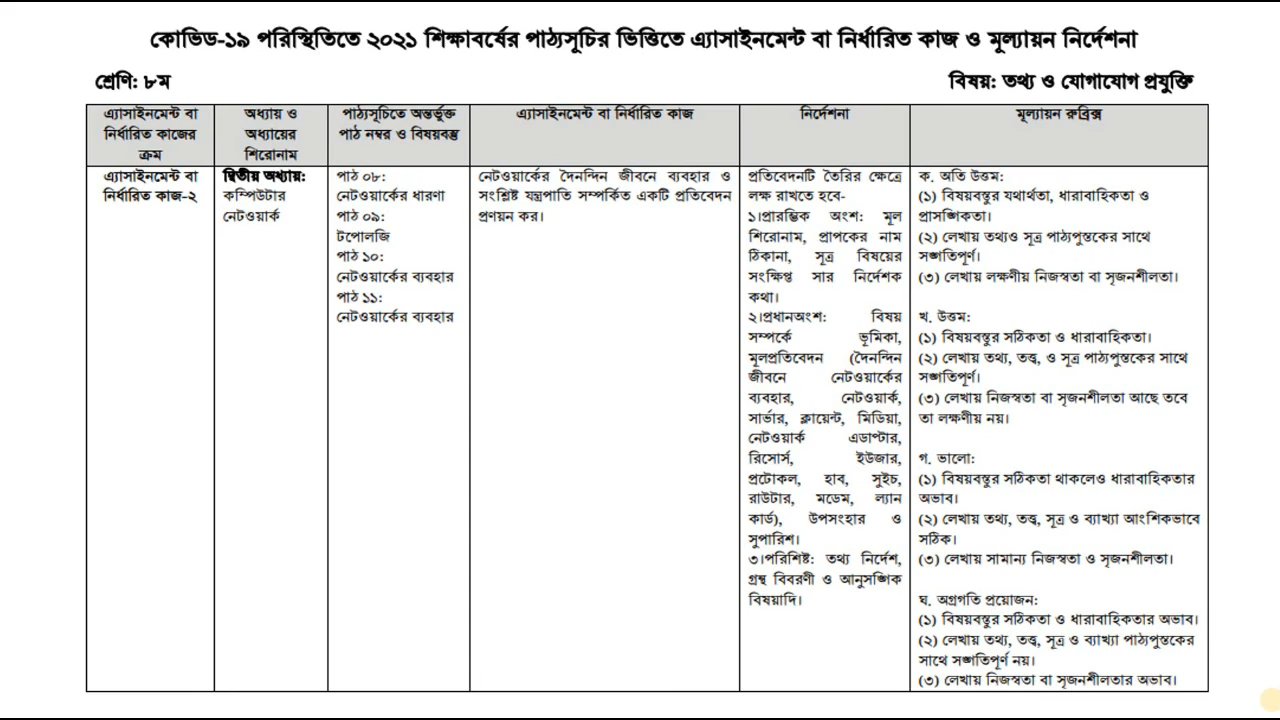 কোভিড-১৯ পরিস্থিতিতে ২০২১ শিক্ষাবর্ষের পাঠ্যসূচির ভিত্তিতে এ্যাসাইনমেন্ট বা নির্ধারিত কাজ ও মূল্যায়ন নির্দেশনা
শ্রেণি: ৮ম
বিষয়: তথ্য ও যোগাযোগ প্রযুক্তি
এ্যাসাইনমেন্ট বা
নির্ধারিত কাজের
ক্রম
অধ্যায় ও
অধ্যায়ের
শিরোনাম
পাঠ্যসূচিতে অন্তর্ভুক্ত
পাঠ নম্বর ও বিষয়বস্তু
এ্যাসাইনমেন্ট বা নির্ধারিত কাজ
নির্দেশনা
মূল্যায়ন রুব্রিক্স
এ্যাসাইনমেন্ট বা
নির্ধারিত কাজ-২
দ্বিতীয় অধ্যায়:
কম্পিউটার
নেটওয়ার্ক
পাঠ ০৮:
নেটওয়ার্কের ধারণা
পাঠ ০৯:
টপোলজি
পাঠ ১০:
নেটওয়ার্কের ব্যবহার
পাঠ ১১:
নেটওয়ার্কের ব্যবহার
নেটওয়ার্কের দৈনন্দিন জীবনে ব্যবহার ও
সংশ্লিষ্ট যন্ত্রপাতি সম্পর্কিত একটি প্রতিবেদন
প্রণয়ন কর।
প্রতিবেদনটি তৈরির ক্ষেত্রে
লক্ষ রাখতে হবে-
১।প্রারম্ভিক অংশ: মূল
শিরোনাম, প্রাপকের নাম
ঠিকানা, সূত্র বিষয়ের
সংক্ষিপ্ত সার নির্দেশক
কথা।
২।প্রধানঅংশ: বিষয়
সম্পর্কে ভূমিকা,
মূলপ্রতিবেদন (দৈনন্দিন
জীবনে নেটওয়ার্কের
ব্যবহার, নেটওয়ার্ক,
সার্ভার, ক্লায়েন্ট, মিডিয়া,
নেটওয়ার্ক এডাপ্টার,
রিসোর্স, ইউজার,
প্রটোকল, হাব, সুইচ,
রাউটার, মডেম, ল্যান
কার্ড), উপসংহার ও
সুপারিশ।
৩।পরিশিষ্ট: তথ্য নির্দেশ,
গ্রন্থ বিবরণী ও আনুসঙ্গিক
বিষয়াদি।
ক. অতি উত্তম:
(১) বিষয়বস্তুর যথার্থতা, ধারাবাহিকতা ও
প্রাসঙ্গিকতা।
(২) লেখায় তথ্যও সূত্র পাঠ্যপুস্তকের সাথে
সঙ্গতিপূর্ণ।
(৩) লেখায় লক্ষণীয় নিজস্বতা বা সৃজনশীলতা।
খ. উত্তম:
(১) বিষয়বস্তুর সঠিকতা ও ধারাবাহিকতা।
(২) লেখায় তথ্য, তত্ত্ব, ও সূত্র পাঠ্যপুস্তকের সাথে
সঙ্গতিপূর্ণ।
(৩) লেখায় নিজস্বতা বা সৃজনশীলতা আছে তবে
তা লক্ষণীয় নয়।
গ. ভালো:
(১) বিষয়বস্তুর সঠিকতা থাকলেও ধারাবাহিকতার
অভাব।
(২) লেখায় তথ্য, তত্ত্ব, সূত্র ও ব্যাখ্যা আংশিকভাবে
সঠিক।
(৩) লেখায় সামান্য নিজস্বতা ও সৃজনশীলতা।
ঘ. অগ্রগতি প্রয়োজন:
(১) বিষয়বস্তুর সঠিকতা ও ধারাবাহিকতার অভাব।
(২) লেখায় তথ্য, তত্ত্ব, সূত্র ও ব্যাখ্যা পাঠ্যপুস্তকের
সাথে সঙ্গতিপূর্ণ নয়।
(৩) লেখায় নিজস্বতা বা সৃজনশীলতার অভাব।